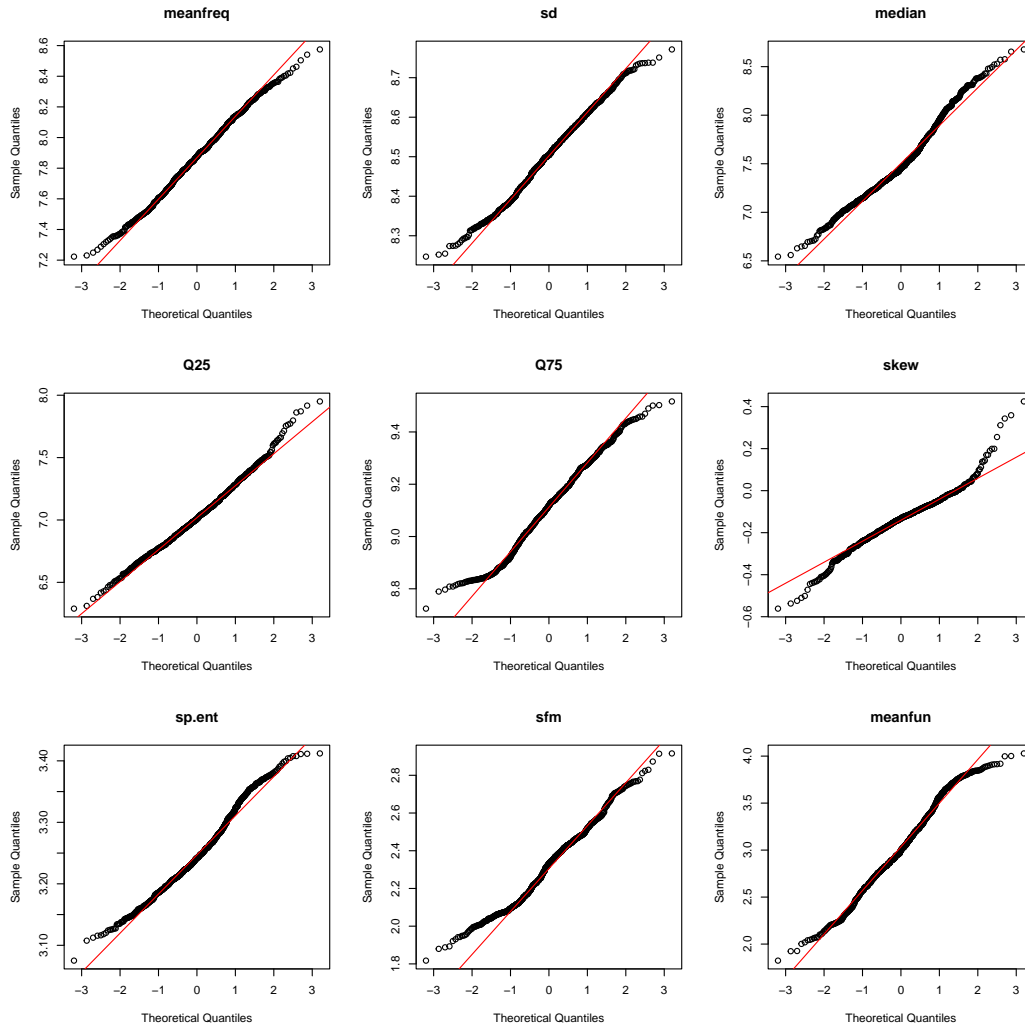 meanfreq
sd
median
Sample Quantiles
7.2 7.4 7.6 7.8 8.0 8.2 8.4 8.6
−3 −2 −1 0 1 2 3
Theoretical Quantiles
Sample Quantiles
8.3 8.4 8.5 8.6 8.7
−3 −2 −1 0 1 2 3
Theoretical Quantiles
Sample Quantiles
6.5 7.0 7.5 8.0 8.5
−3 −2 −1 0 1 2 3
Theoretical Quantiles
Q25
Q75
skew
Sample Quantiles
6.5 7.0 7.5 8.0
−3 −2 −1 0 1 2 3
Theoretical Quantiles
Sample Quantiles
8.8 9.0 9.2 9.4
−3 −2 −1 0 1 2 3
Theoretical Quantiles
Sample Quantiles
−0.6 −0.4 −0.2 0.0 0.2 0.4
−3 −2 −1 0 1 2 3
Theoretical Quantiles
sp.ent
sfm
meanfun
Sample Quantiles
3.10 3.20 3.30 3.40
−3 −2 −1 0 1 2 3
Theoretical Quantiles
Sample Quantiles
1.8 2.0 2.2 2.4 2.6 2.8
−3 −2 −1 0 1 2 3
Theoretical Quantiles
Sample Quantiles
2.0 2.5 3.0 3.5 4.0
−3 −2 −1 0 1 2 3
Theoretical Quantiles